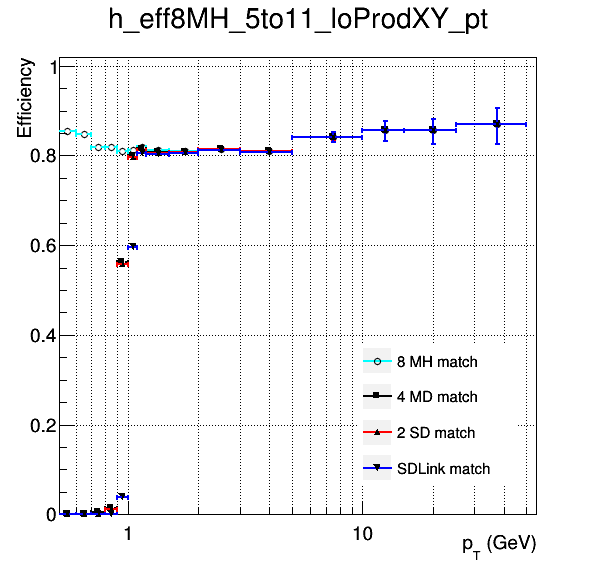 h_eff8MH_5to11_loProdXY_pt
Efficiency
1
0.8
0.6
0.4
0.2
0
8 MH match
4 MD match
2 SD match
SDLink match
1
10
p_T (GeV)